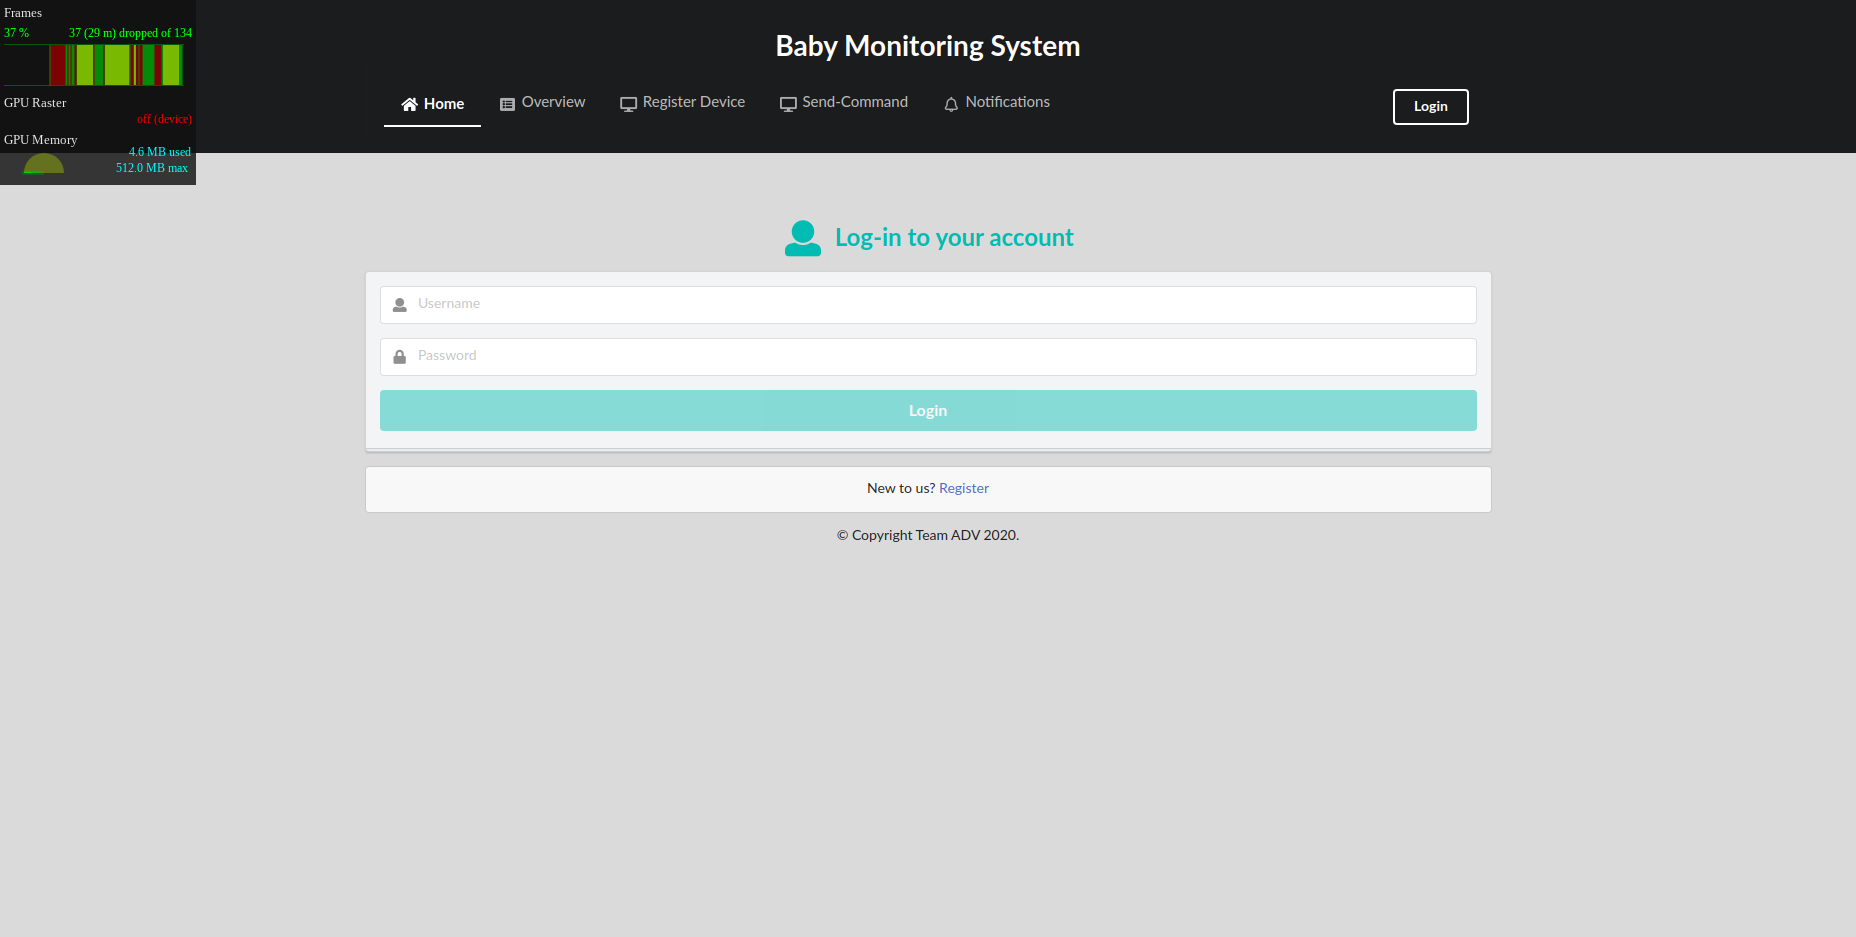 Frames
37 % 37 (29 m) dropped of 134
GPU Raster
off (device)
GPU Memory
4.6 MB used
512.0 MB max
Baby Monitoring System
Home Overview Register Device Send-Command Notifications Login
Log-in to your account
Username
Password
Login
New to us? Register
© Copyright Team ADV 2020.